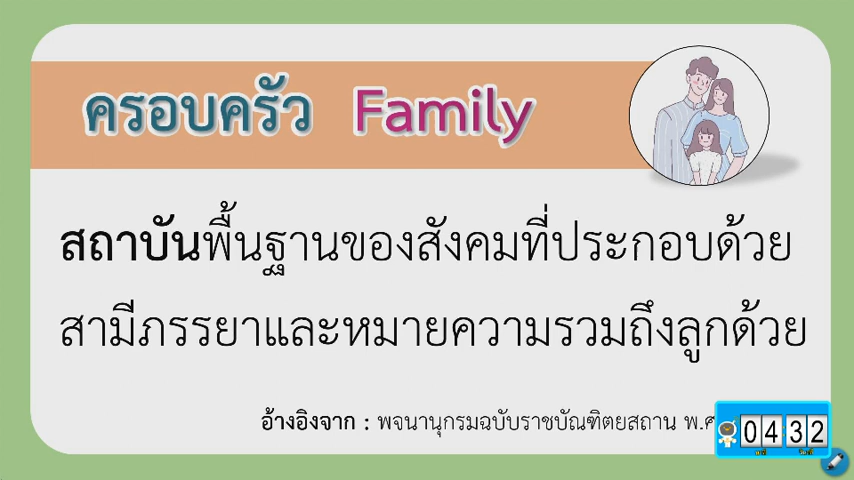 ครอบครัว Family
สถาบันพื้นฐานของสังคมที่ประกอบด้วย
สามีภรรยาและหมายความรวมถึงลูกด้วย
อ้างอิงจาก : พจนานุกรมฉบับราชบัณฑิตยสถาน
04 32